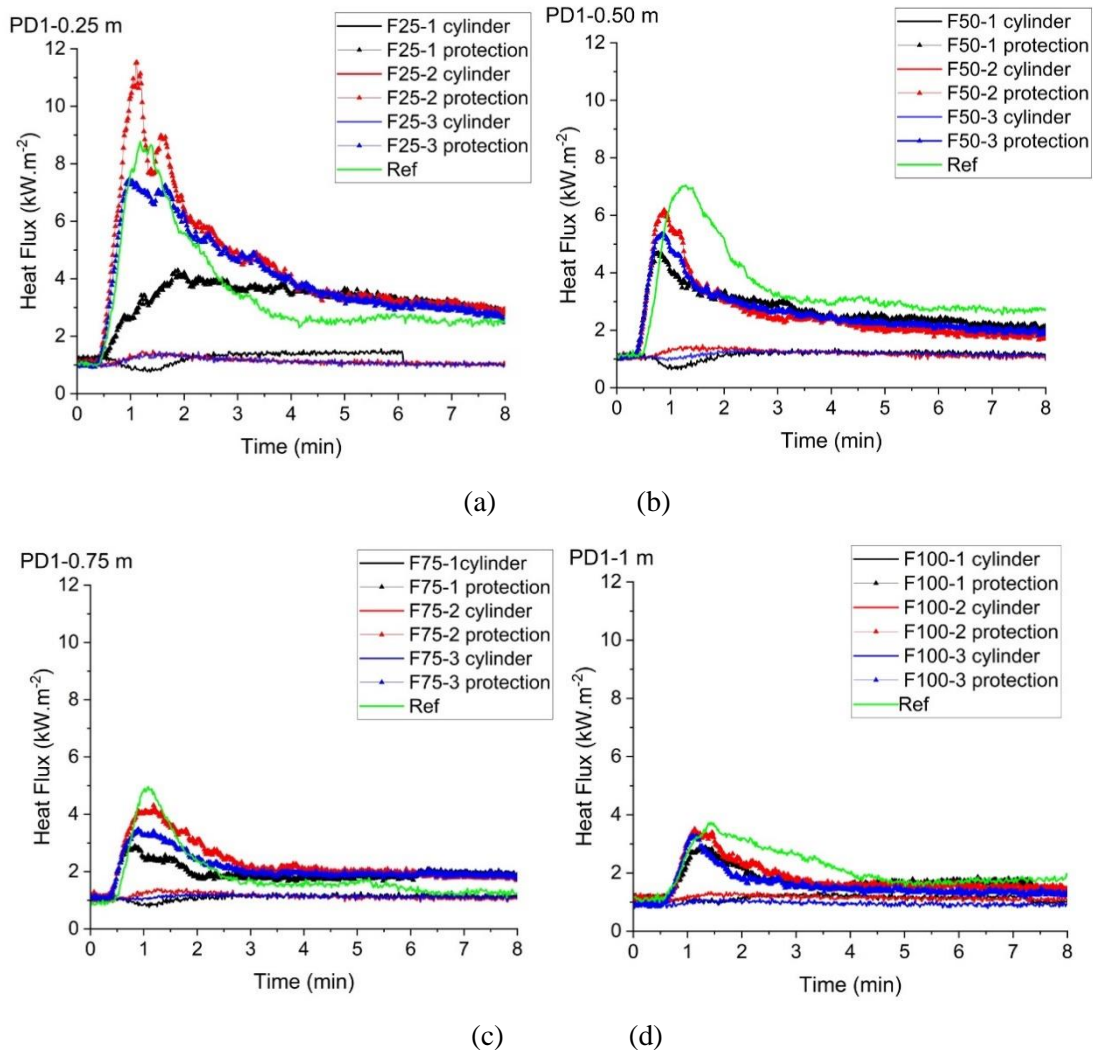 PD1-0.25 m
F25-1 cylinder
F25-1 protection
F25-2 cylinder
F25-2 protection
F25-3 cylinder
F25-3 protection
Ref
Heat Flux (kW.m-2)
12
10
8
6
4
2
0
0 1 2 3 4 5 6 7 8
Time (min)
(a)
PD1-0.50 m
F50-1 cylinder
F50-1 protection
F50-2 cylinder
F50-2 protection
F50-3 cylinder
F50-3 protection
Ref
Heat Flux (kW.m-2)
12
10
8
6
4
2
0
0 1 2 3 4 5 6 7 8
Time (min)
(b)
PD1-0.75 m
F75-1cylinder
F75-1 protection
F75-2 cylinder
F75-2 protection
F75-3 cylinder
F75-3 protection
Ref
Heat Flux (kW.m-2)
12
10
8
6
4
2
0
0 1 2 3 4 5 6 7 8
Time (min)
(c)
PD1-1 m
F100-1 cylinder
F100-1 protection
F100-2 cylinder
F100-2 protection
F100-3 cylinder
F100-3 protection
Ref
Heat Flux (kW.m-2)
12
10
8
6
4
2
0
0 1 2 3 4 5 6 7 8
Time (min)
(d)